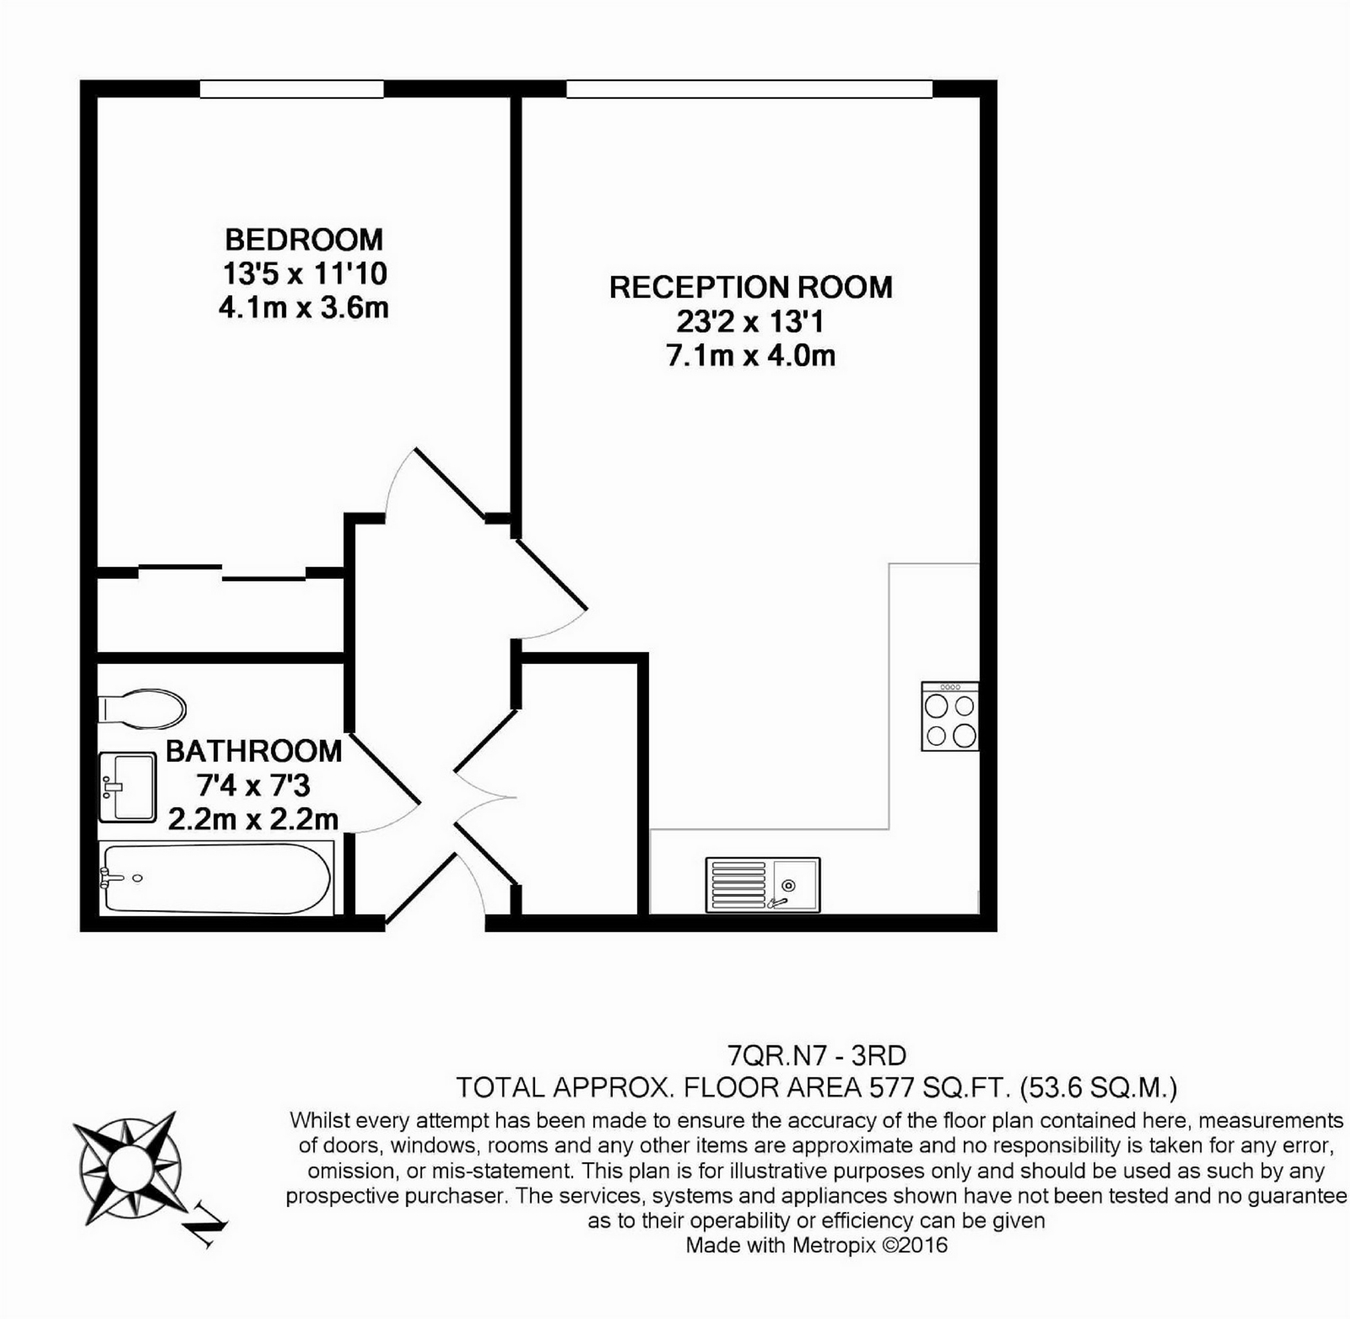 BEDROOM
13'5 x 11'10
4.1m x 3.6m
RECEPTION ROOM
23'2 x 13'1
7.1m x 4.0m
BATHROOM
7'4 x 7'3
2.2m x 2.2m
7QR.N7 - 3RD
TOTAL APPROX. FLOOR AREA 577 SQ.FT. (53.6 SQ.M.)
Whilst every attempt has been made to ensure the accuracy of the floor plan contained here, measurements
of doors, windows, rooms and any other items are approximate and no responsibility is taken for any error,
omission, or mis-statement. This plan is for illustrative purposes only and should be used as such by any
prospective purchaser. The services, systems and appliances shown have not been tested and no guarantee
as to their operability or efficiency can be given
Made with Metropix ©2016
N